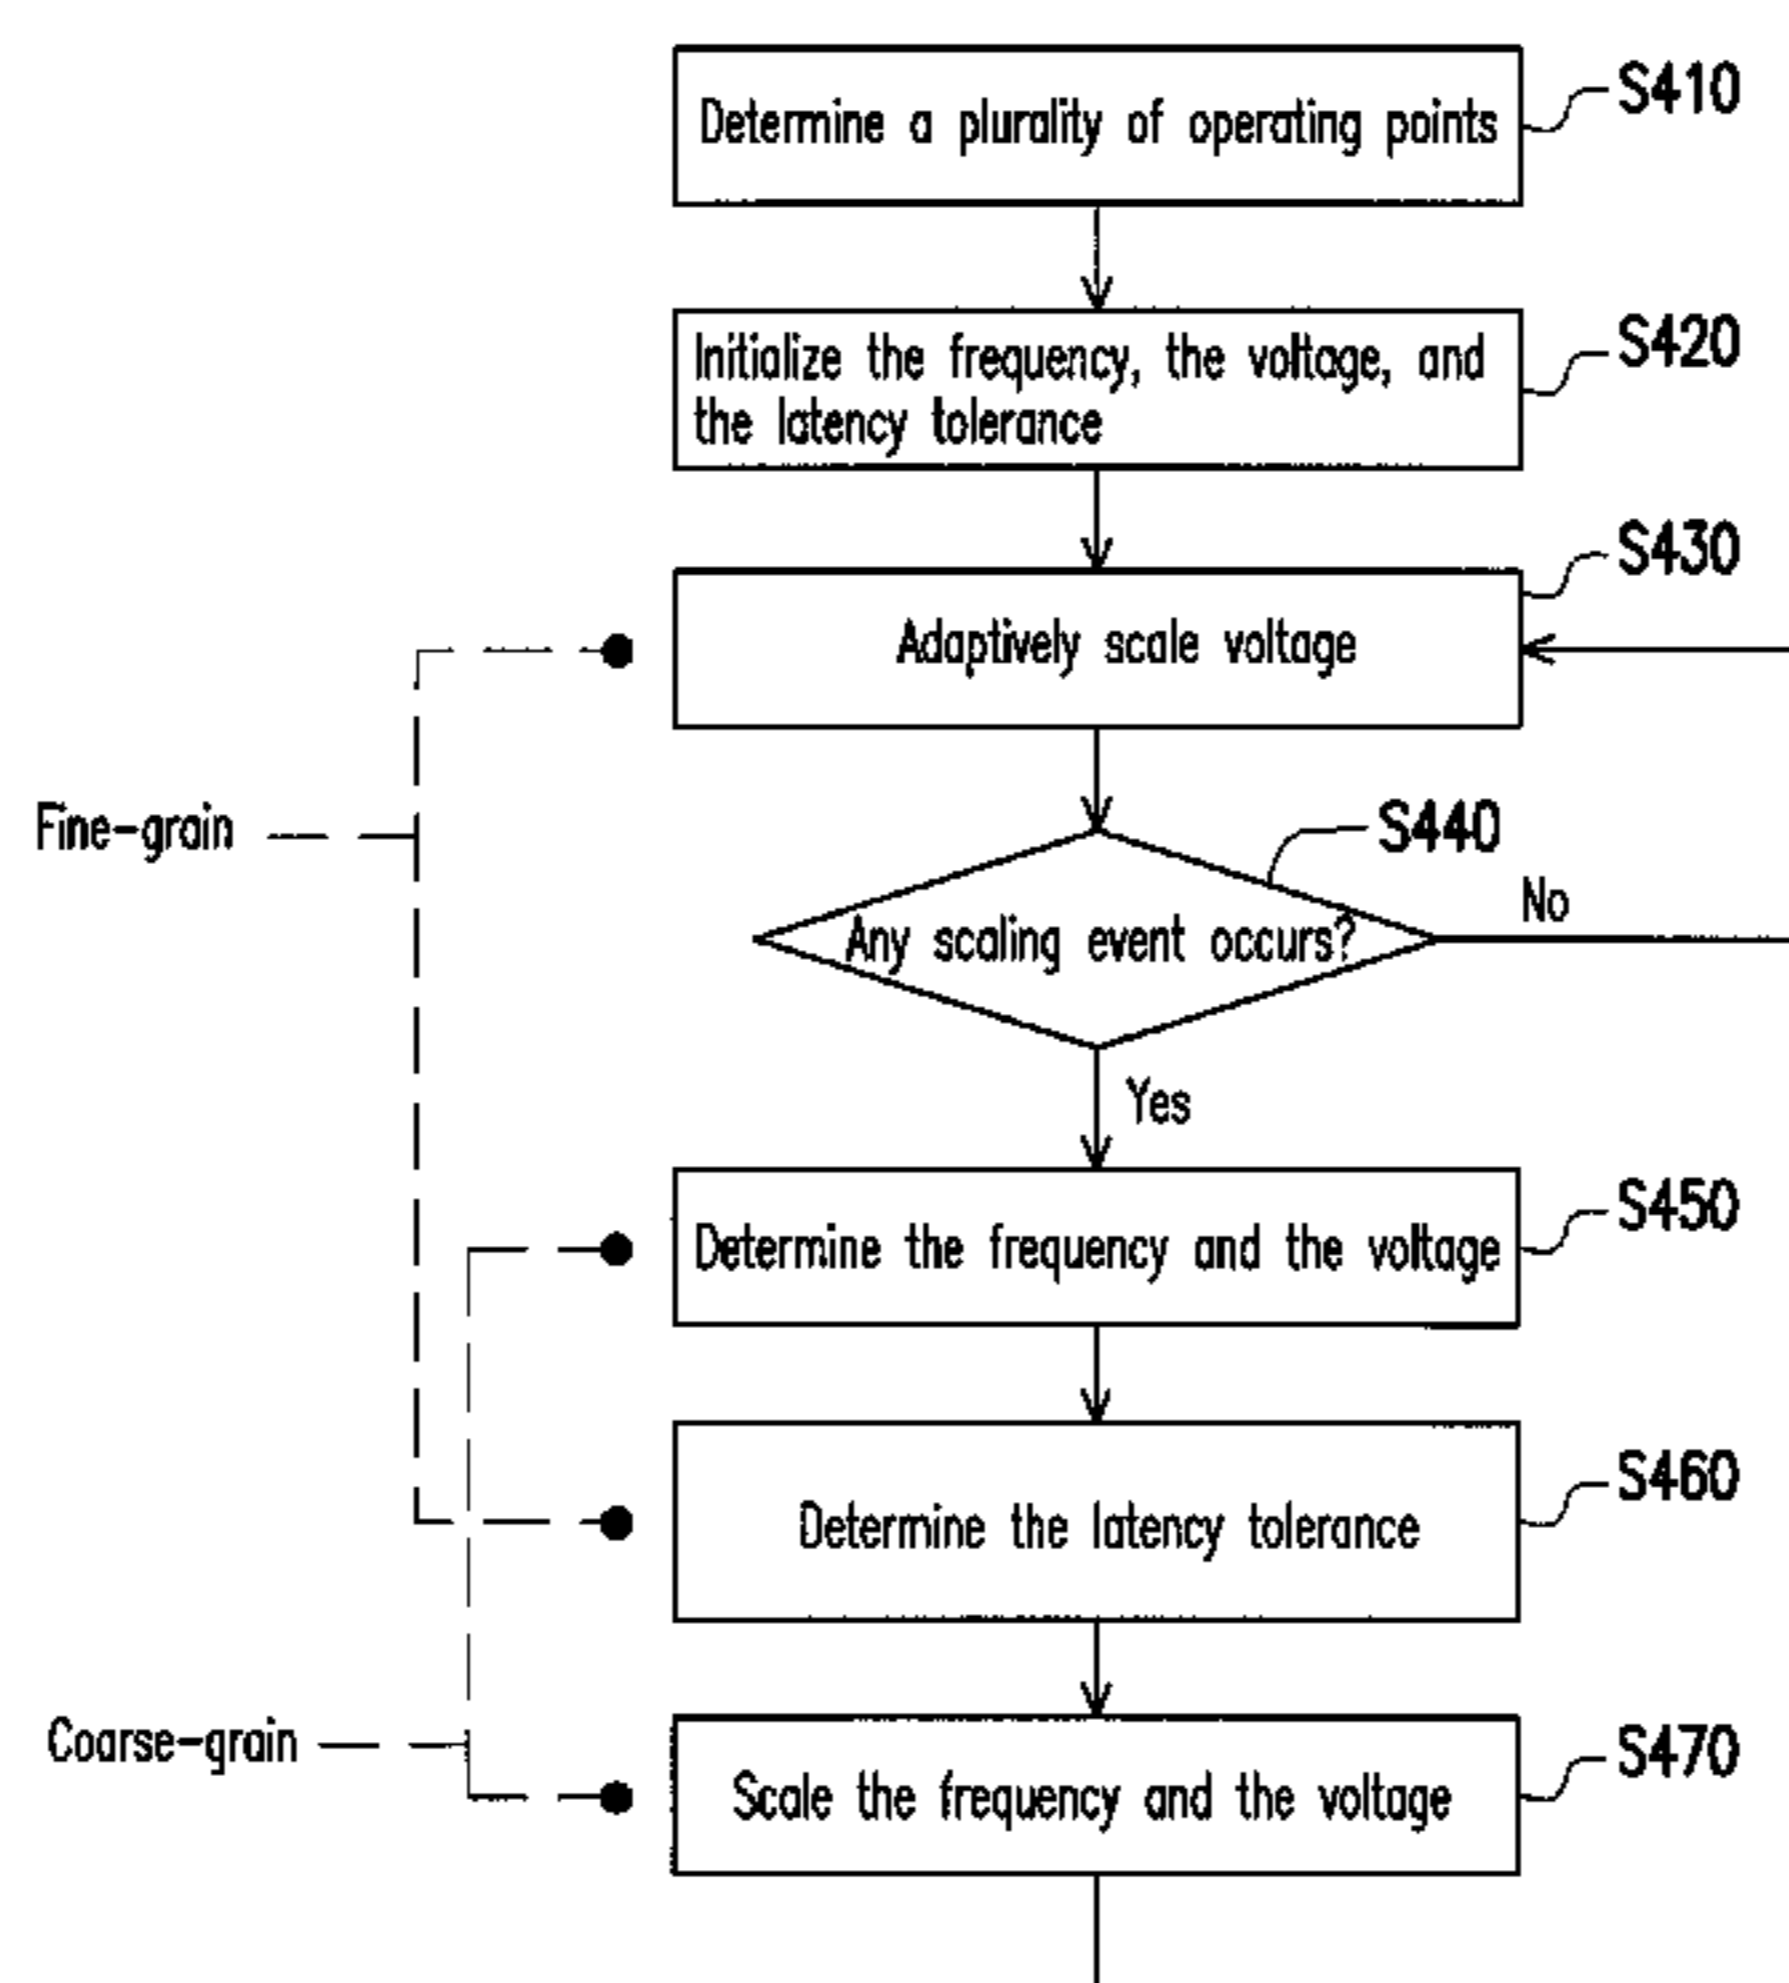 Determine a plurality of operating points
S410
Initialize the frequency, the voltage, and
the latency tolerance
S420
S430
Adaptively scale voltage
Fine-grain
S440
Any scaling event occurs?
No
Yes
Determine the frequency and the voltage
S450
Determine the latency tolerance
S460
Coarse-grain
Scale the frequency and the voltage
S470